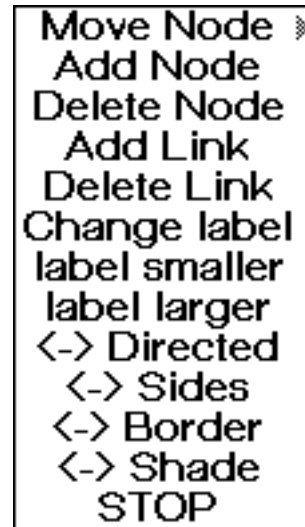 Move Node
Add Node
Delete Node
Add Link
Delete Link
Change label
label smaller
label larger
<-> Directed
<-> Sides
<-> Border
<-> Shade
STOP